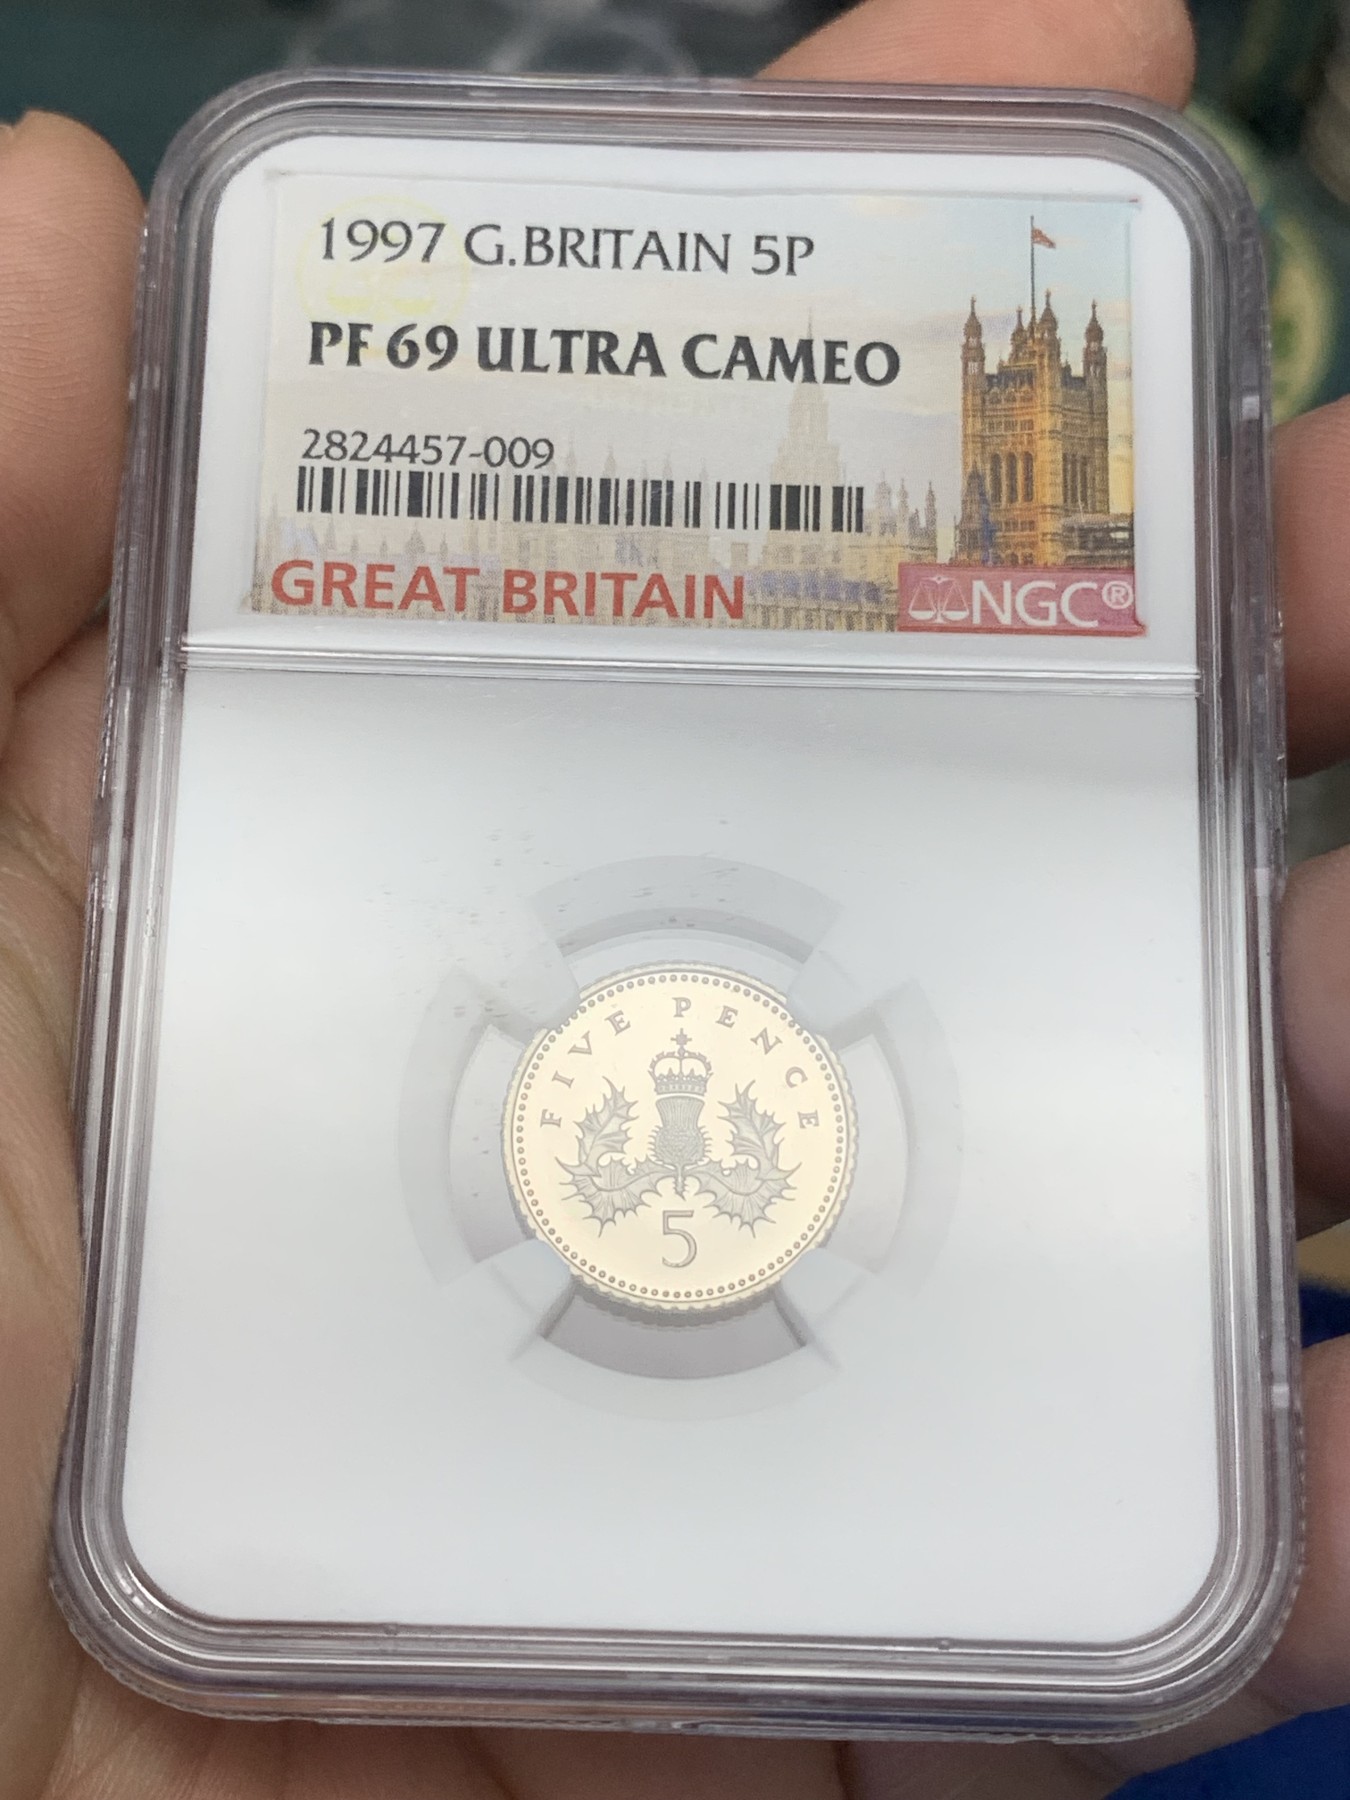 1997 G.BRITAIN 5P
PF 69 ULTRA CAMEO
2824457-009
GREAT BRITAIN
NGC®
FIVE PENCE
5